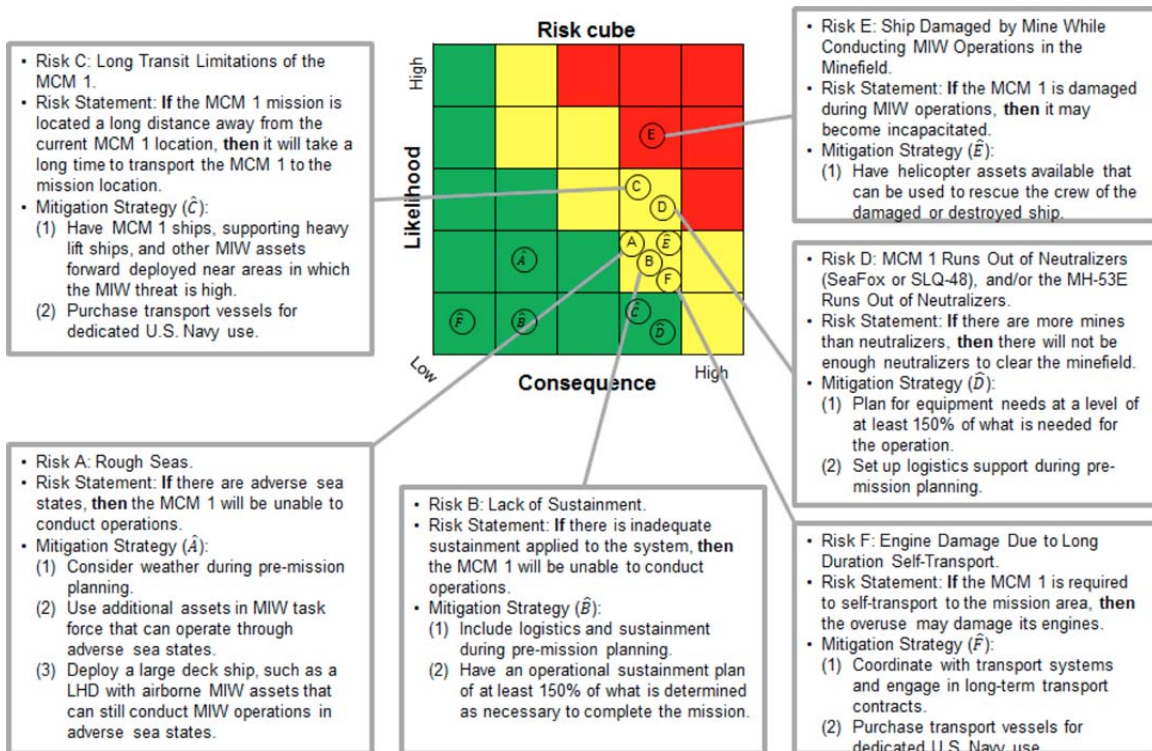 Risk cube
High
Likelihood
Low
Consequence
High
E
C
D
A
Ê
B
F
Â
F̂
B̂
Ĉ
D̂
• Risk C: Long Transit Limitations of the
MCM 1.
• Risk Statement: If the MCM 1 mission is
located a long distance away from the
current MCM 1 location, then it will take a
long time to transport the MCM 1 to the
mission location.
• Mitigation Strategy (Ĉ):
(1) Have MCM 1 ships, supporting heavy
lift ships, and other MIW assets
forward deployed near areas in which
the MIW threat is high.
(2) Purchase transport vessels for
dedicated U.S. Navy use.
• Risk E: Ship Damaged by Mine While
Conducting MIW Operations in the
Minefield.
• Risk Statement: If the MCM 1 is damaged
during MIW operations, then it may
become incapacitated.
• Mitigation Strategy (Ê):
(1) Have helicopter assets available that
can be used to rescue the crew of the
damaged or destroyed ship.
• Risk D: MCM 1 Runs Out of Neutralizers
(SeaFox or SLQ-48), and/or the MH-53E
Runs Out of Neutralizers.
• Risk Statement: If there are more mines
than neutralizers, then there will not be
enough neutralizers to clear the minefield.
• Mitigation Strategy (D̂):
(1) Plan for equipment needs at a level of
at least 150% of what is needed for
the operation.
(2) Set up logistics support during pre-
mission planning.
• Risk A: Rough Seas.
• Risk Statement: If there are adverse sea
states, then the MCM 1 will be unable to
conduct operations.
• Mitigation Strategy (Â):
(1) Consider weather during pre-mission
planning.
(2) Use additional assets in MIW task
force that can operate through
adverse sea states.
(3) Deploy a large deck ship, such as a
LHD with airborne MIW assets that
can still conduct MIW operations in
adverse sea states.
• Risk B: Lack of Sustainment.
• Risk Statement: If there is inadequate
sustainment applied to the system, then
the MCM 1 will be unable to conduct
operations.
• Mitigation Strategy (B̂):
(1) Include logistics and sustainment
during pre-mission planning.
(2) Have an operational sustainment plan
of at least 150% of what is determined
as necessary to complete the mission.
• Risk F: Engine Damage Due to Long
Duration Self-Transport.
• Risk Statement: If the MCM 1 is required
to self-transport to the mission area, then
the overuse may damage its engines.
• Mitigation Strategy (F̂):
(1) Coordinate with transport systems
and engage in long-term transport
contracts.
(2) Purchase transport vessels for
dedicated U.S. Navy use